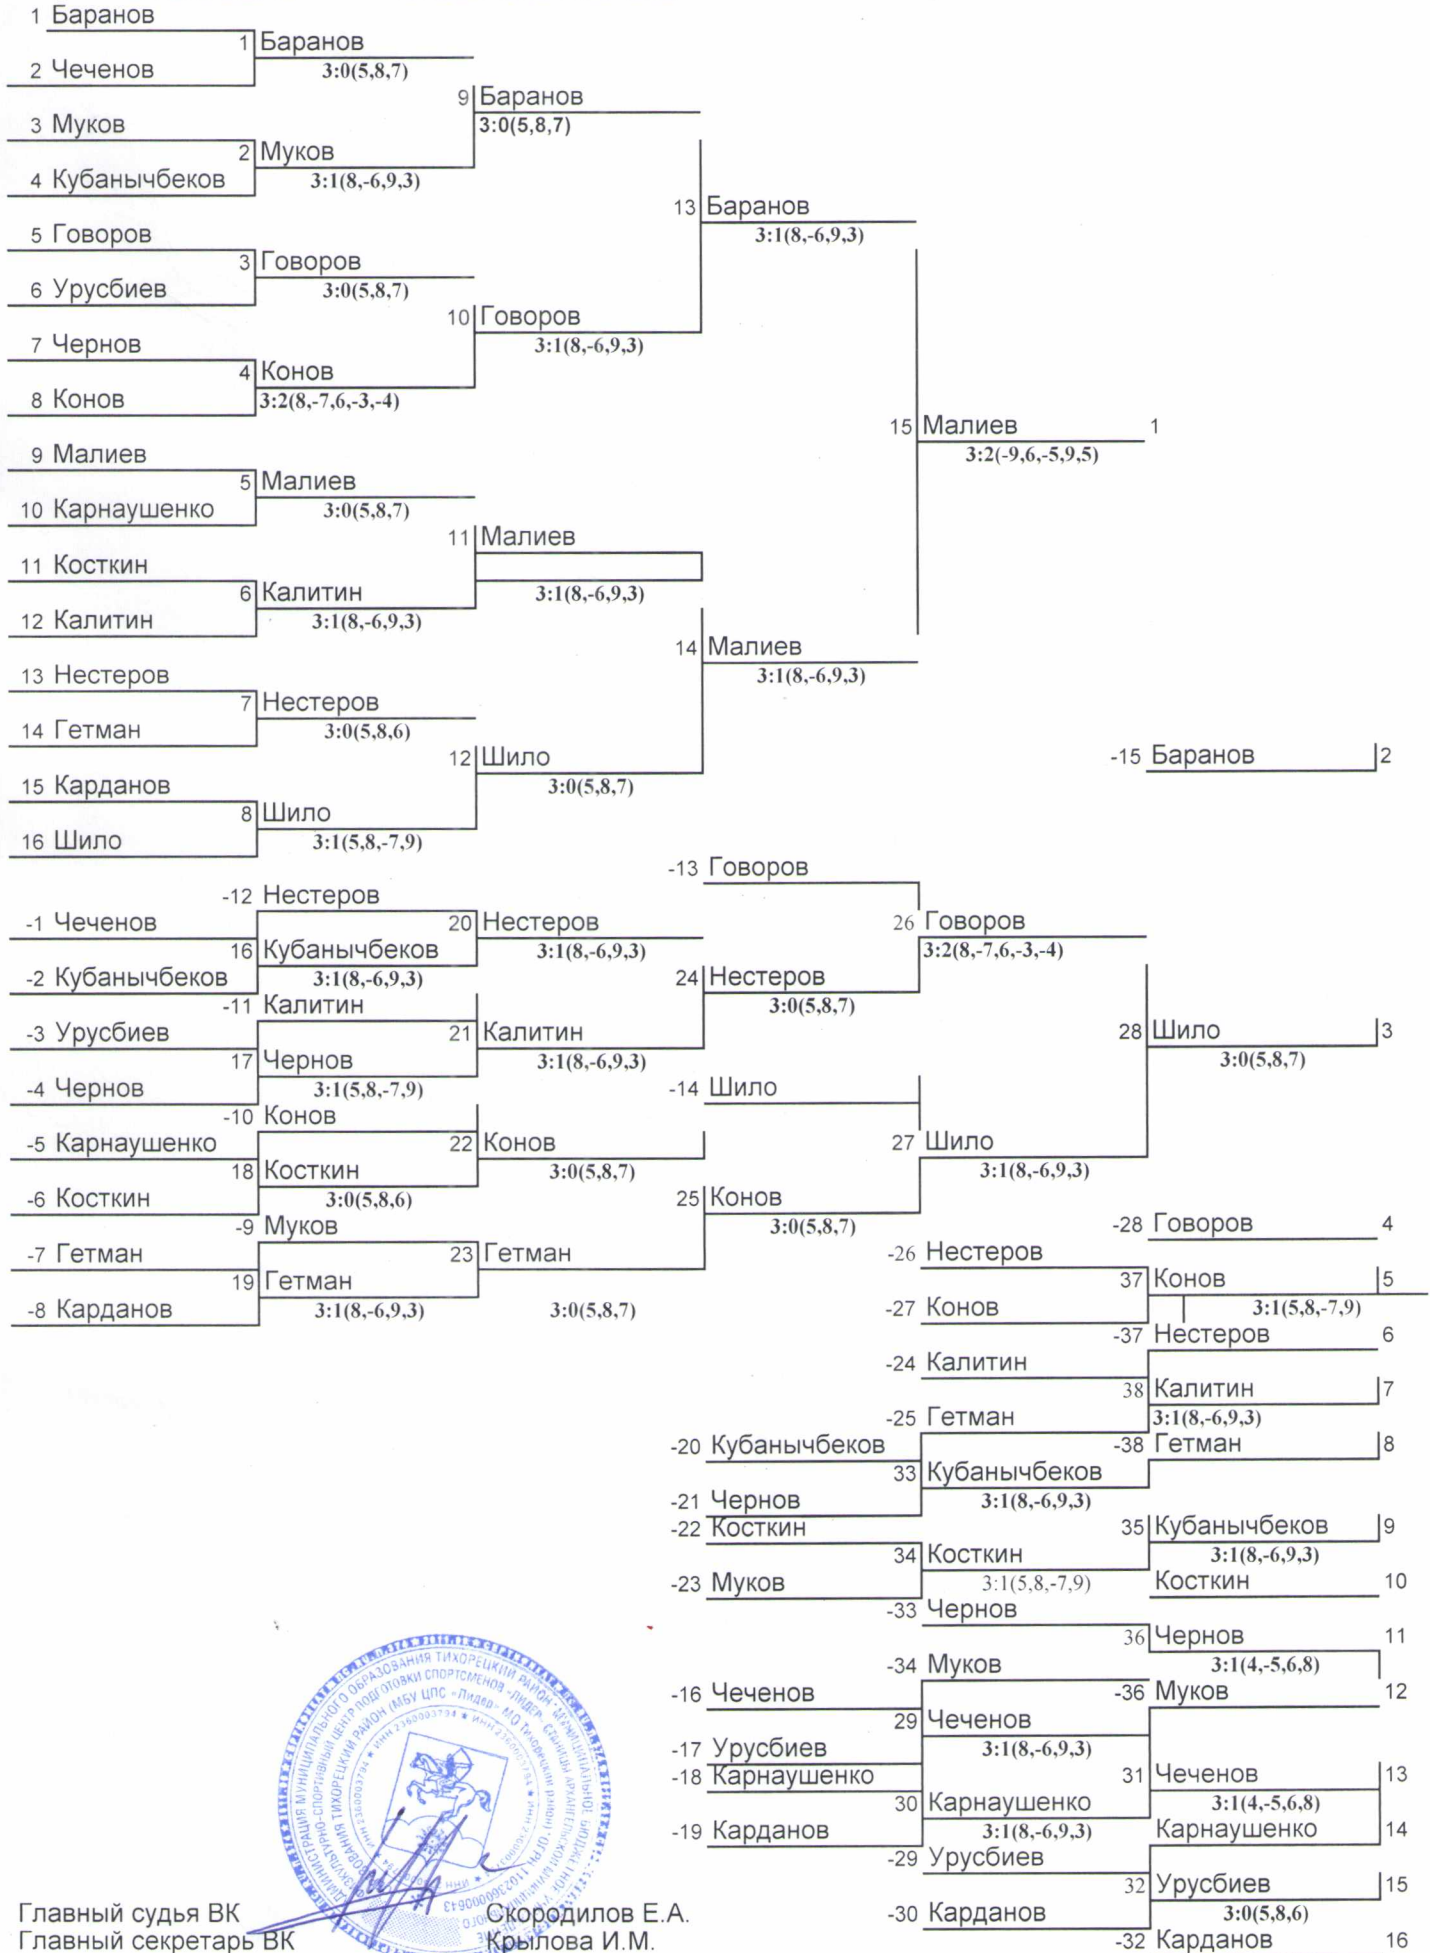 1 Баранов
1 Баранов
3:0(5,8,7)
2 Чеченов
9 Баранов
3:0(5,8,7)
3 Муков
2 Муков
3:1(8,-6,9,3)
4 Кубанычбеков
13 Баранов
3:1(8,-6,9,3)
5 Говоров
3 Говоров
3:0(5,8,7)
6 Урусбиев
10 Говоров
3:1(8,-6,9,3)
7 Чернов
4 Конов
3:2(8,-7,6,-3,-4)
8 Конов
15 Малиев 1
3:2(-9,6,-5,9,5)
9 Малиев
5 Малиев
3:0(5,8,7)
10 Карнаушенко
11 Малиев
3:1(8,-6,9,3)
11 Косткин
6 Калитин
3:1(8,-6,9,3)
12 Калитин
14 Малиев
3:1(8,-6,9,3)
13 Нестеров
7 Нестеров
3:0(5,8,6)
14 Гетман
12 Шило
3:0(5,8,7)
-15 Баранов 2
15 Карданов
8 Шило
3:1(5,8,-7,9)
16 Шило
-13 Говоров
-12 Нестеров
-1 Чеченов
20 Нестеров
3:1(8,-6,9,3)
26 Говоров
3:2(8,-7,6,-3,-4)
16 Кубанычбеков
3:1(8,-6,9,3)
-2 Кубанычбеков
24 Нестеров
3:0(5,8,7)
-11 Калитин
-3 Урусбиев
21 Калитин
3:1(8,-6,9,3)
28 Шило 3
3:0(5,8,7)
17 Чернов
3:1(5,8,-7,9)
-4 Чернов
-14 Шило
-10 Конов
-5 Карнаушенко
22 Конов
3:0(5,8,7)
27 Шило
3:1(8,-6,9,3)
18 Косткин
3:0(5,8,6)
-6 Косткин
25 Конов
3:0(5,8,7)
-9 Муков
-28 Говоров 4
-7 Гетман
23 Гетман
3:0(5,8,7)
-26 Нестеров
19 Гетман
3:1(8,-6,9,3)
37 Конов 5
3:1(5,8,-7,9)
-8 Карданов
-27 Конов
-37 Нестеров 6
-24 Калитин
38 Калитин 7
3:1(8,-6,9,3)
-25 Гетман
-20 Кубанычбеков
-38 Гетман 8
33 Кубанычбеков
3:1(8,-6,9,3)
-21 Чернов
-22 Косткин
35 Кубанычбеков 9
3:1(8,-6,9,3)
34 Косткин
3:1(5,8,-7,9)
-23 Муков
Косткин 10
-33 Чернов
36 Чернов 11
3:1(4,-5,6,8)
-34 Муков
-16 Чеченов
-36 Муков 12
29 Чеченов
3:1(8,-6,9,3)
-17 Урусбиев
-18 Карнаушенко
31 Чеченов 13
3:1(4,-5,6,8)
30 Карнаушенко
3:1(8,-6,9,3)
-19 Карданов
Карнаушенко 14
-29 Урусбиев
32 Урусбиев 15
3:0(5,8,6)
-30 Карданов
-32 Карданов 16
Главный судья ВК Скородилов Е.А.
Главный секретарь ВК Крылова И.М.